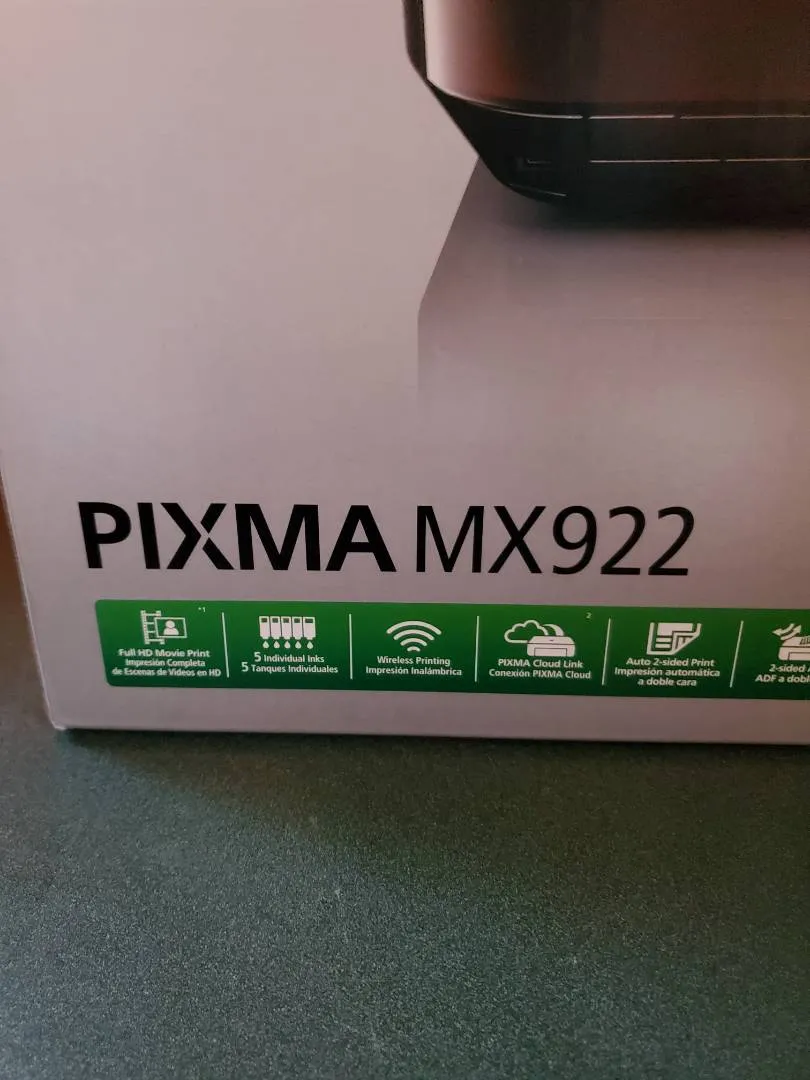 PIXMA MX922
*1
Full HD Movie Print
Impresión Completa
de Escenas de Videos en HD
5 Individual Inks
5 Tanques Individuales
Wireless Printing
Impresión Inalámbrica
2
PIXMA Cloud Link
Conexión PIXMA Cloud
Auto 2-sided Print
Impresión automática
a doble cara
2-sided
ADF a